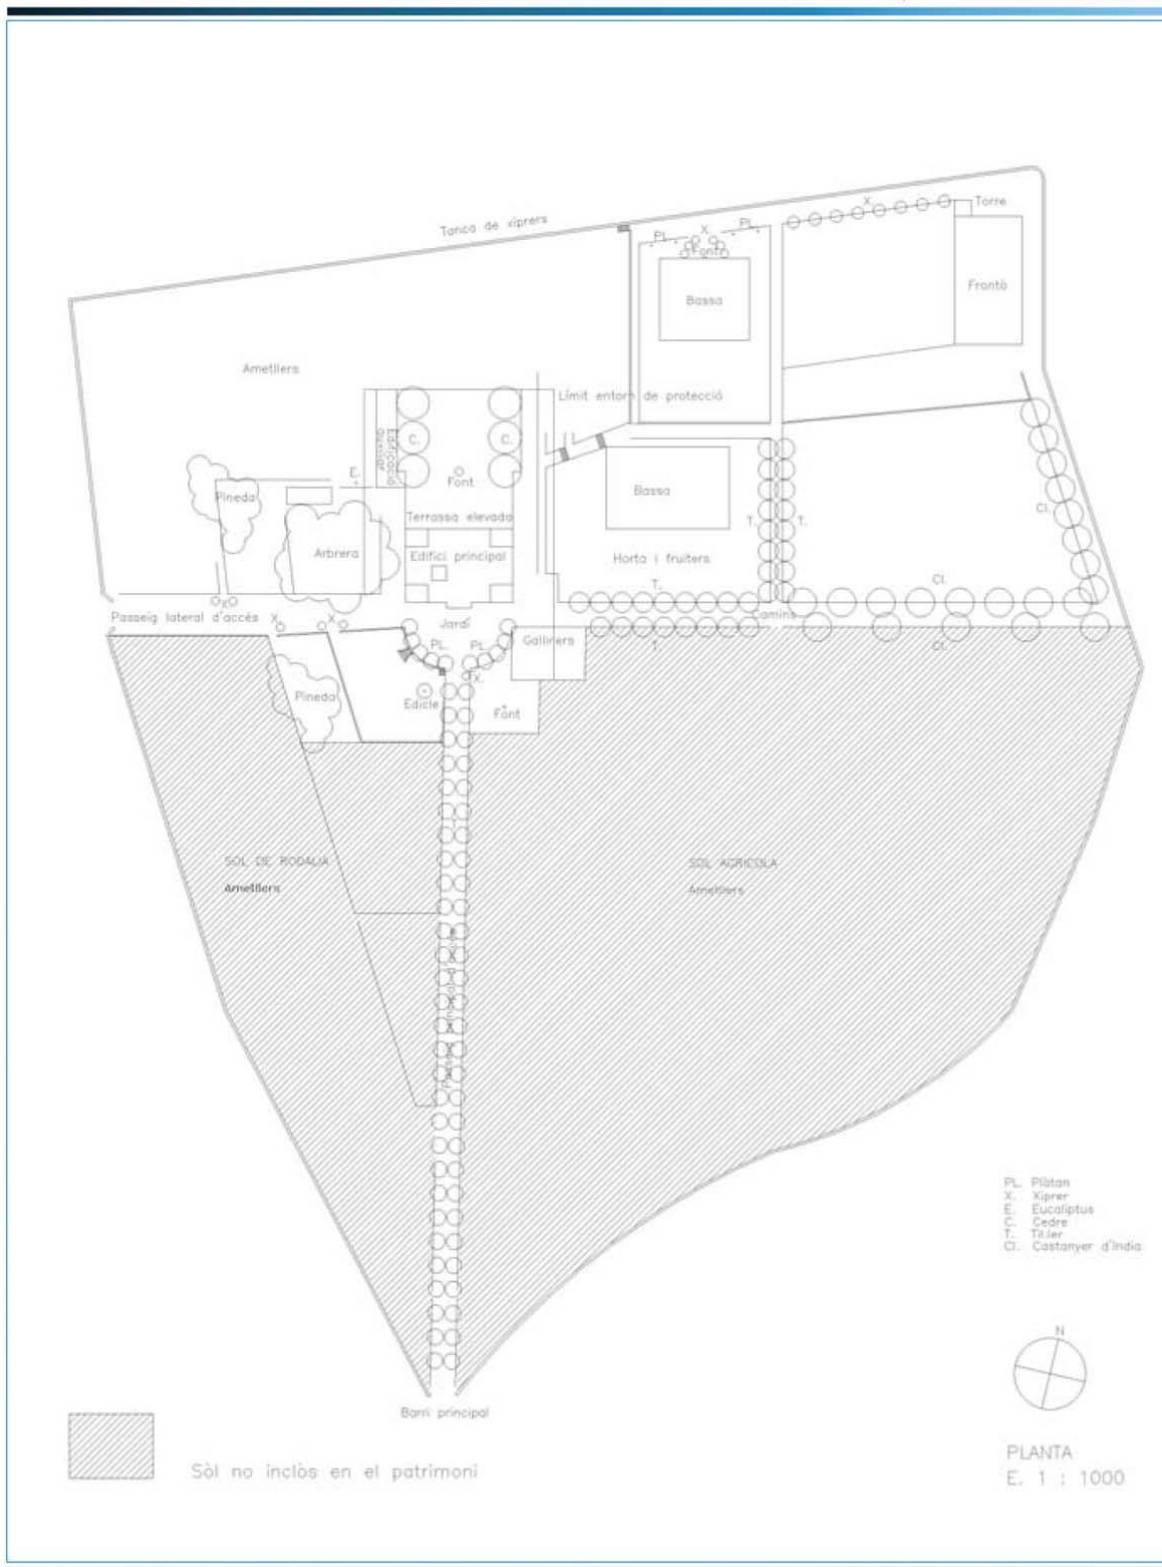 Tanca de xiprers
X.
Torre
PL.
X.
PL.
Font
Bassa
Frontò
Ametllers
Límit entorn de protecció
C.
C.
Edificació
auxiliar
E.
Font
Pineda
Bassa
Terrassa elevada
T.
T.
Cl.
Arbrera
Edifici principal
Horta i fruiters
T.
Cl.
X
Passeig lateral d'accés
X
X
Jardí
Camins
PL.
PL.
Galliners
T.
Cl.
X.
Pineda
Edicle
Font
SÒL DE RODALIA
Ametllers
SÒL AGRICOLA
Ametllers
PL. Plàtan
X. Xiprer
E. Eucaliptus
C. Cedre
T. Til.ler
Cl. Castanyer d'índia
N
Barri principal
PLANTA
E. 1 : 1000
Sòl no inclòs en el patrimoni